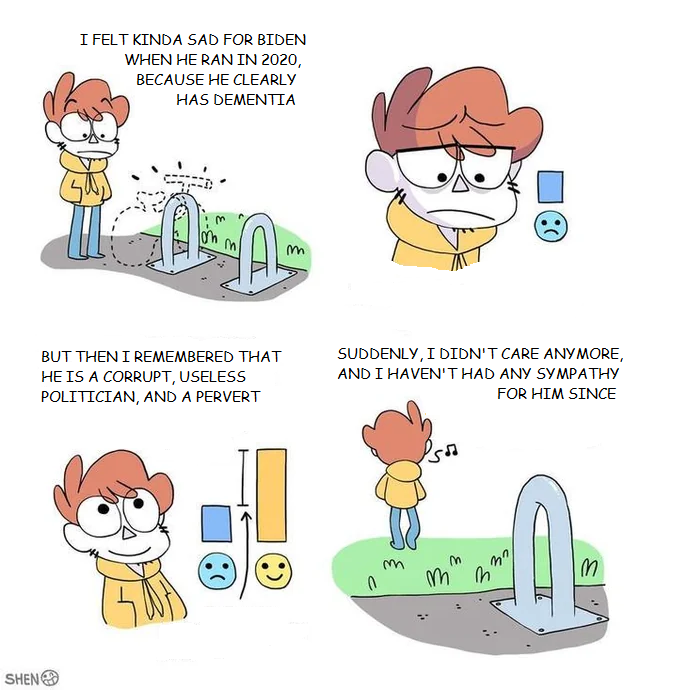 I FELT KINDA SAD FOR BIDEN
WHEN HE RAN IN 2020,
BECAUSE HE CLEARLY
HAS DEMENTIA
BUT THEN I REMEMBERED THAT
HE IS A CORRUPT, USELESS
POLITICIAN, AND A PERVERT
SUDDENLY, I DIDN'T CARE ANYMORE,
AND I HAVEN'T HAD ANY SYMPATHY
FOR HIM SINCE
SHEN